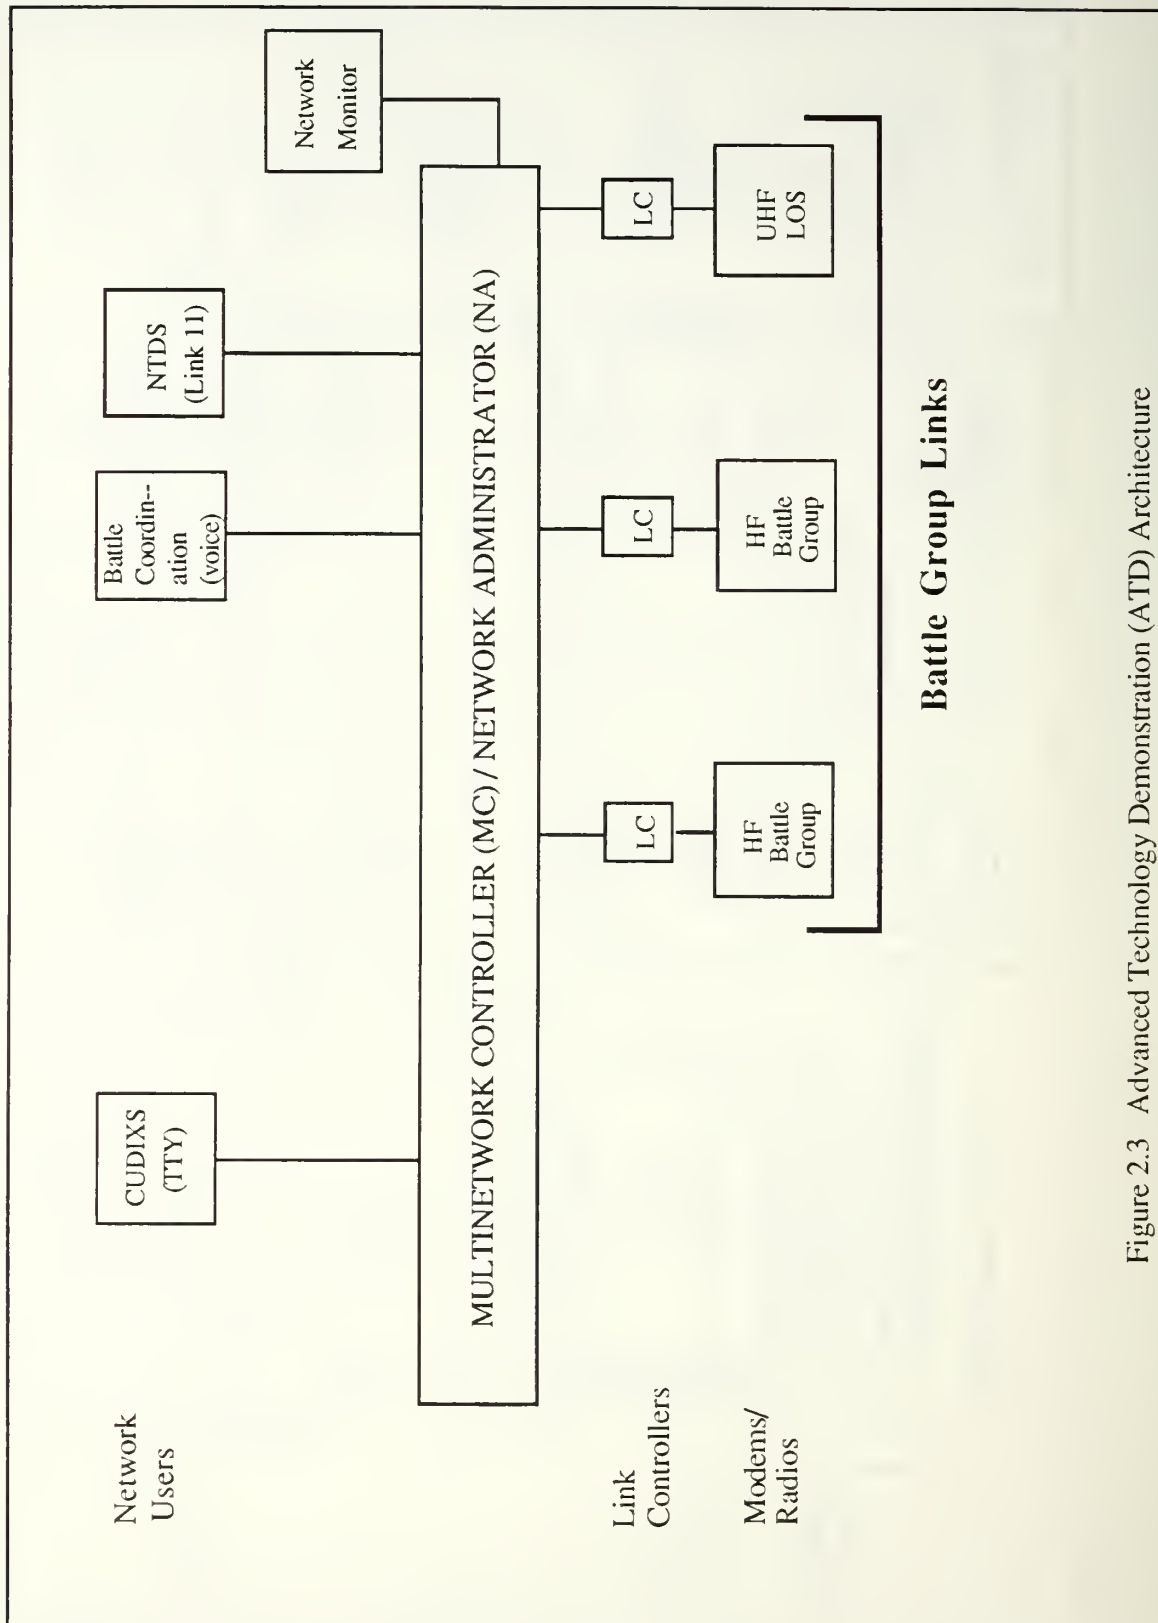 Network
Users
CUDIXS
(TTY)
Battle
Coordin--
ation
(voice)
NTDS
(Link 11)
Network
Monitor
MULTINETWORK CONTROLLER (MC) / NETWORK ADMINISTRATOR (NA)
Link
Controllers
LC
LC
LC
Modems/
Radios
HF
Battle
Group
HF
Battle
Group
UHF
LOS
Battle Group Links
Figure 2.3 Advanced Technology Demonstration (ATD) Architecture